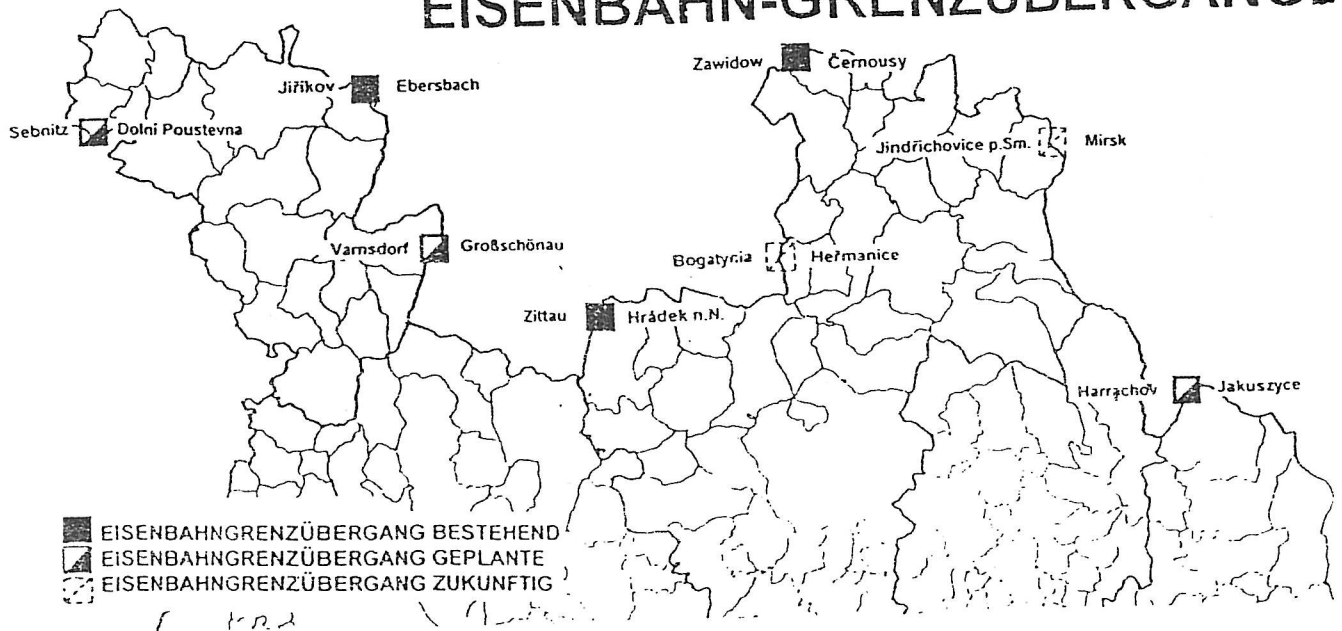 EISENBAHN-GRENZÜBERGÄNGE
Zawidow Černousy
Jiříkov Ebersbach
Sebnitz Dolní Poustevna
Jindřichovice p.Sm. Mirsk
Varnsdorf Großschönau
Bogatynia Heřmanice
Zittau Hrádek n.N.
Harrachov Jakuszyce
EISENBAHNGRENZÜBERGANG BESTEHEND
EISENBAHNGRENZÜBERGANG GEPLANTE
EISENBAHNGRENZÜBERGANG ZUKUNFTIG